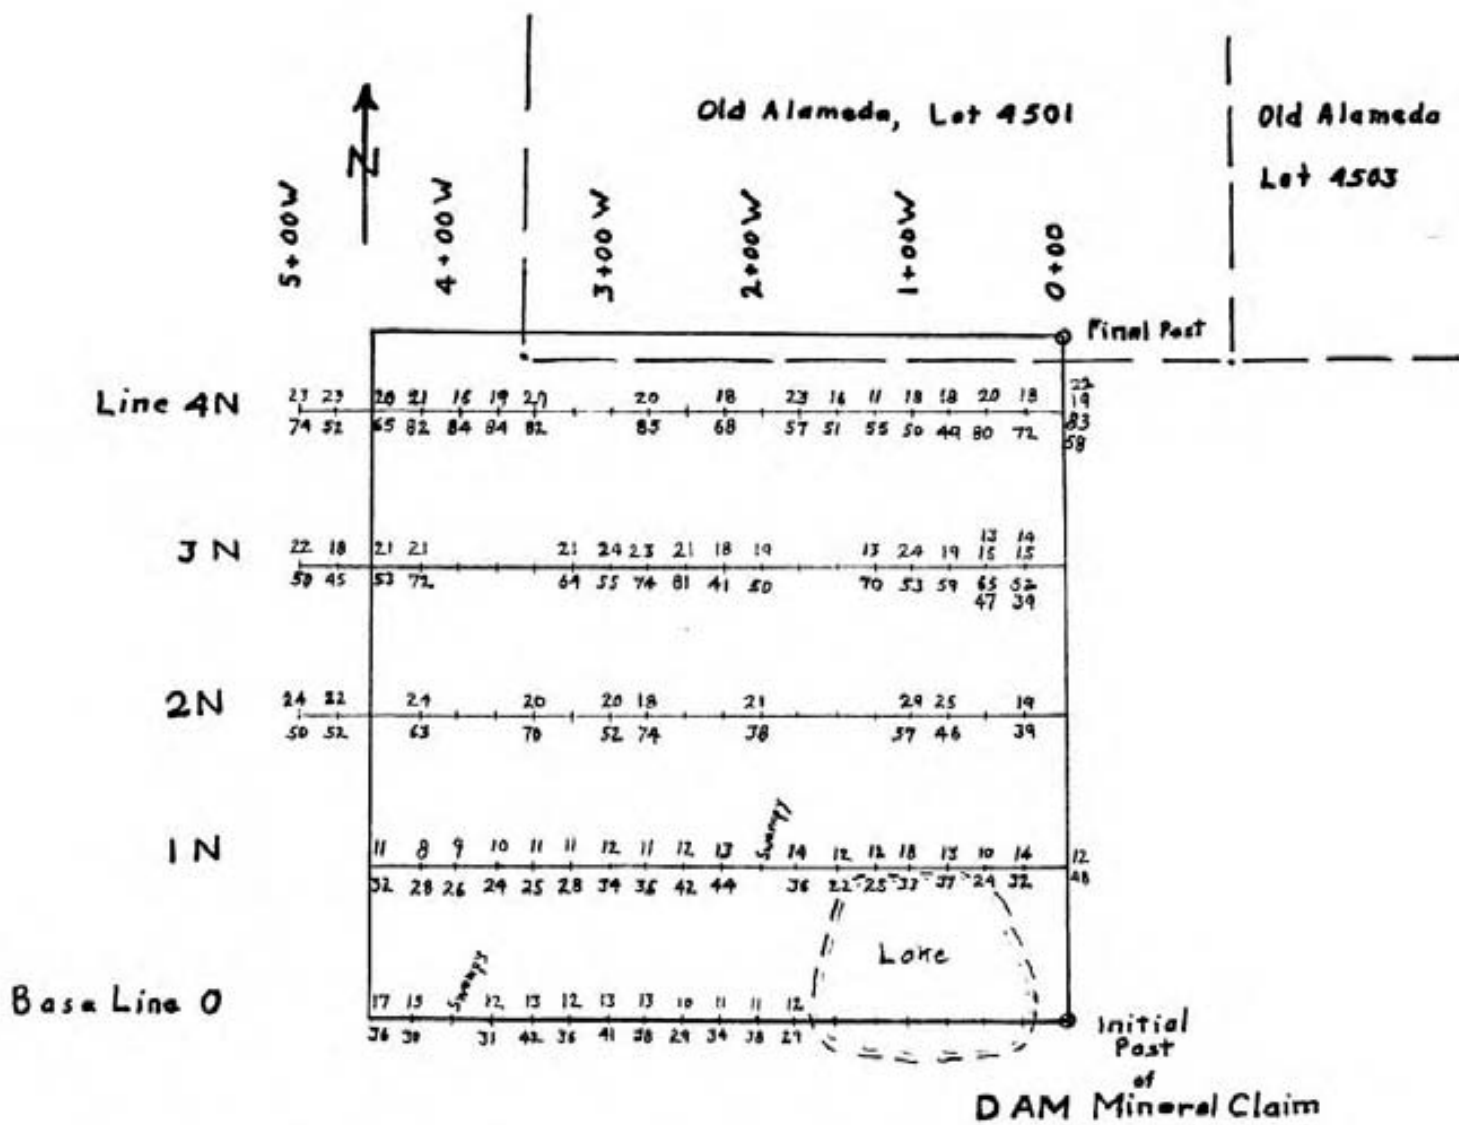 Old Alameda, Lot 4501
Old Alameda
Lot 4503
N
5+00W
4+00W
3+00W
2+00W
1+00W
0+00
Final Post
Line 4N
23 23 20 21 15 19 20 18 23 16 11 18 18 20 18 22
19
74 52 65 82 84 84 82 85 68 57 51 55 50 49 80 72 83
58
3N
13 14
22 18 21 21 21 24 23 21 18 19 13 24 19 15 15
50 45 53 72 64 55 74 81 41 50 70 53 59 65 52
47 39
2N
24 22 24 20 20 18 21 29 25 19
50 52 63 70 52 74 38 37 46 39
1N
11 8 9 10 11 11 12 11 12 13 Swampy 14 12 12 18 13 10 14 12
32 28 26 24 25 28 34 36 42 44 36 22 25 33 37 24 32 48
Lake
Base Line 0
17 15 Swampy 12 13 12 13 13 10 11 11 12
36 30 31 42 36 41 38 29 34 38 29
Initial
Post
of
DAM Mineral Claim